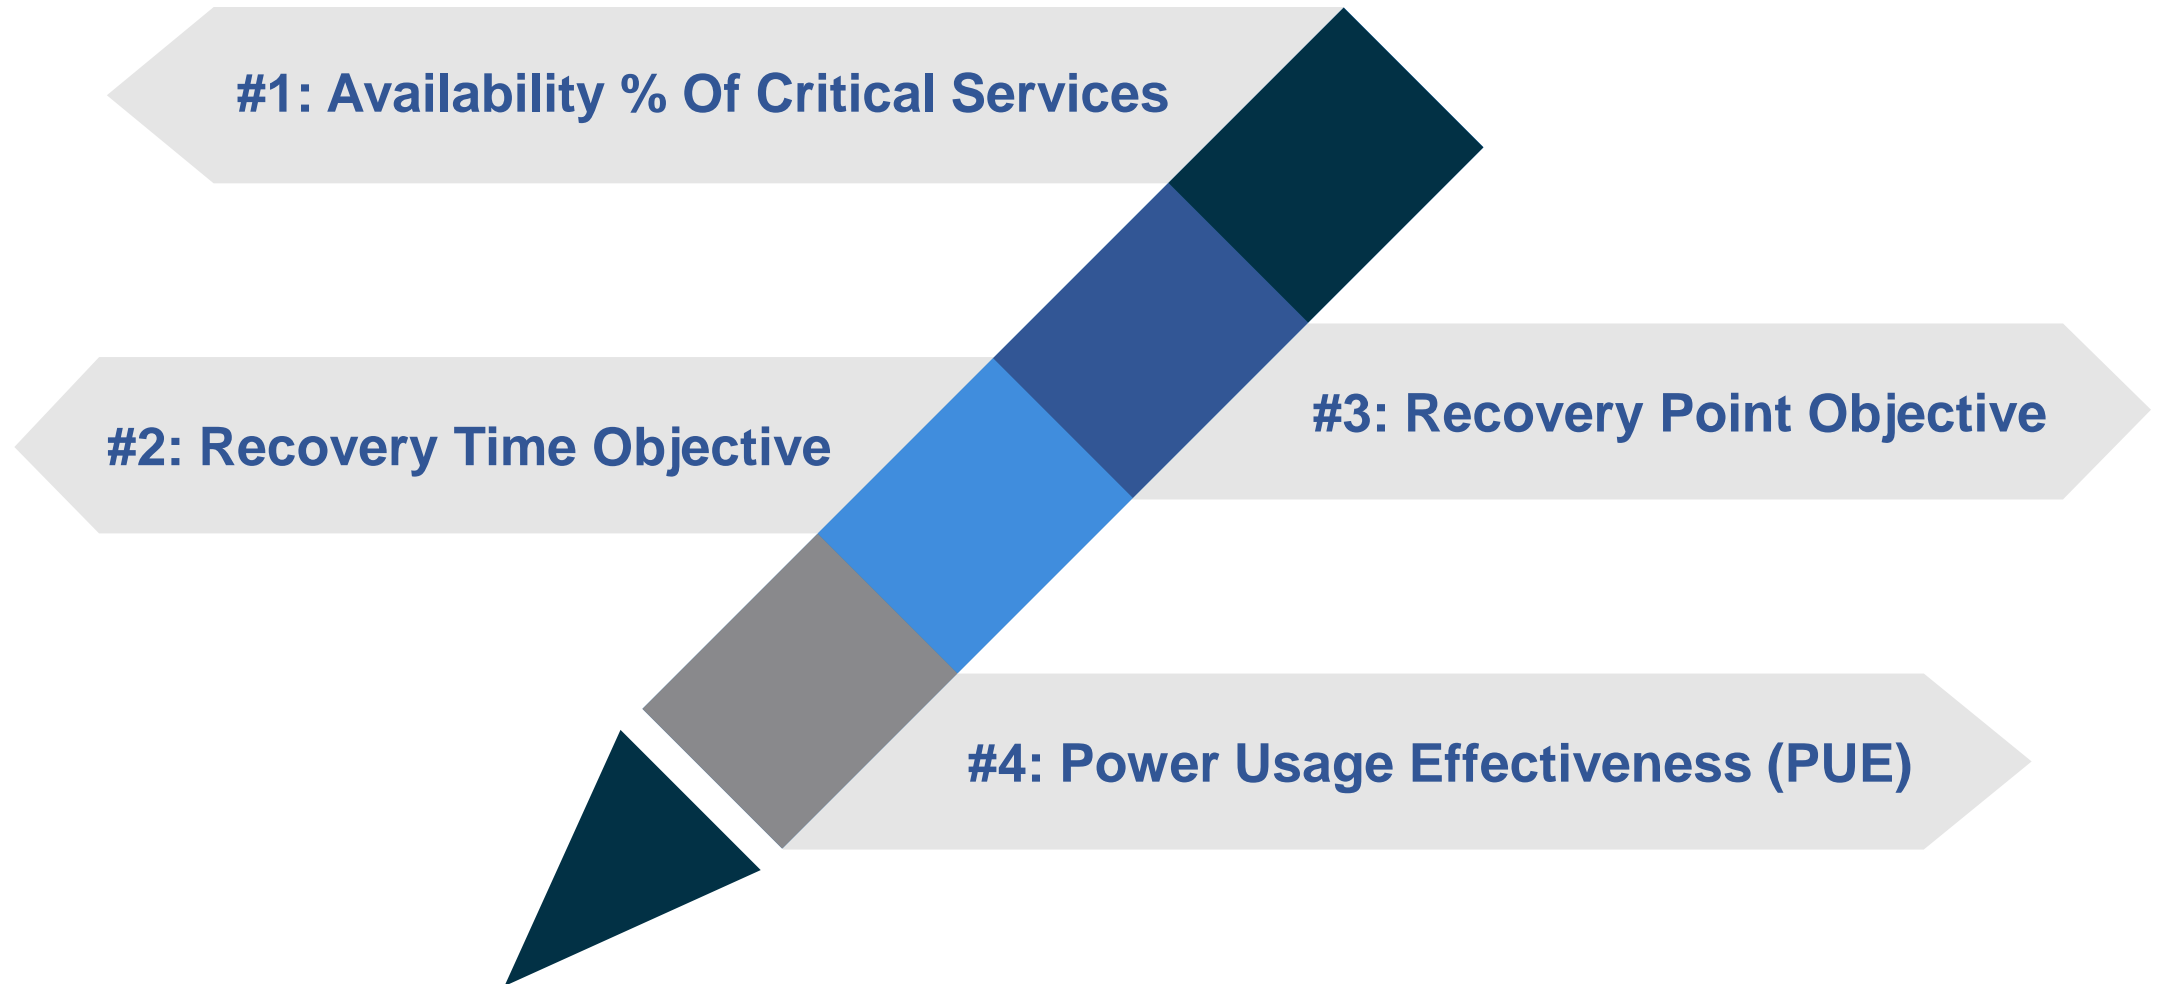 #1: Availability % Of Critical Services
#2: Recovery Time Objective
#3: Recovery Point Objective
#4: Power Usage Effectiveness (PUE)